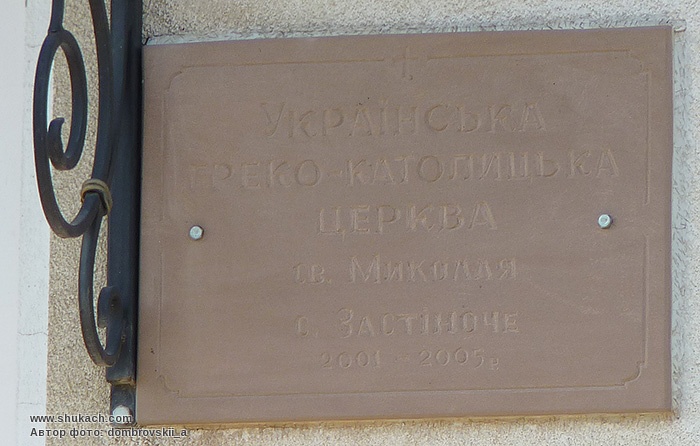 УКРАЇНСЬКА
ГРЕКО-КАТОЛИЦЬКА
ЦЕРКВА
св. МИКОЛАЯ
с. ЗАСТІНОЧЕ
2001 - 2005р
www.shukach.com
Автор фото: dombrovskii_a